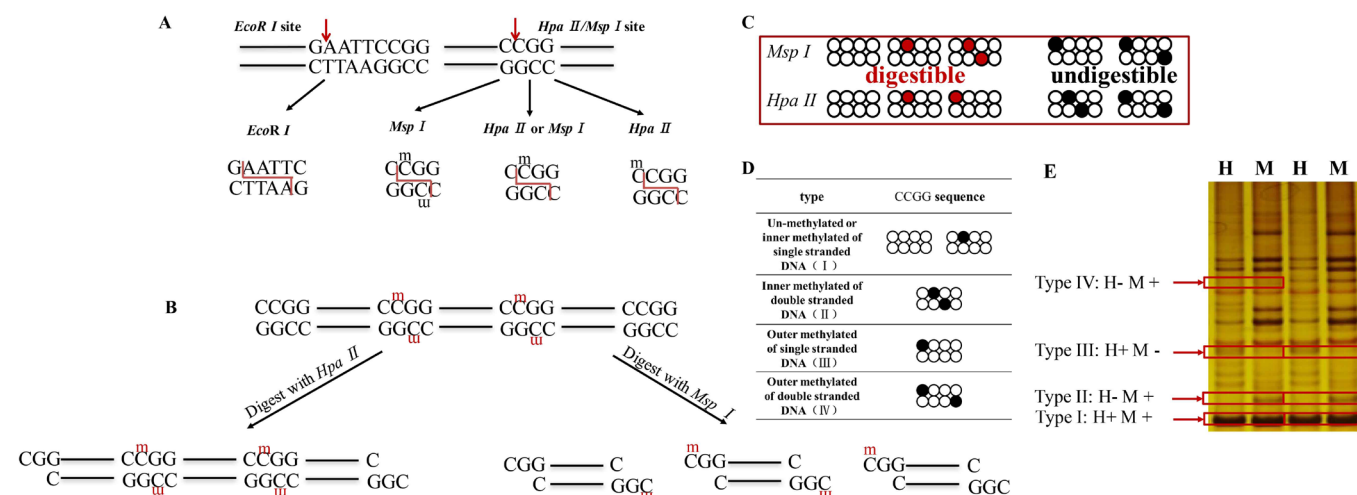 A
EcoR I site
Hpa II/Msp I site
GAATTCCGG
CCGG
CTTAAGGCC
GGCC
EcoR I
Msp I
Hpa II or Msp I
Hpa II
m
m
m
GAATTC
CCGG
CCGG
CCGG
CTTAAG
GGCC
GGCC
GGCC
m
B
m
m
CCGG
CCGG
CCGG
CCGG
GGCC
GGCC
GGCC
GGCC
m
m
Digest with Hpa II
Digest with Msp I
m
m
CGG
CCGG
CCGG
C
C
GGCC
GGCC
GGC
m
m
CGG
C
C
GGC
m
m
CGG
C
C
GGC
m
m
CGG
C
C
GGC
C
Msp I
digestible
undigestible
Hpa II
D
type
CCGG sequence
Un-methylated or
inner methylated of
single stranded
DNA（Ⅰ）
Inner methylated of
double stranded
DNA（Ⅱ）
Outer methylated
of single stranded
DNA（Ⅲ）
Outer methylated
of double stranded
DNA（Ⅳ）
E
H M H M
Type IV: H- M +
Type III: H+ M -
Type II: H- M +
Type I: H+ M +